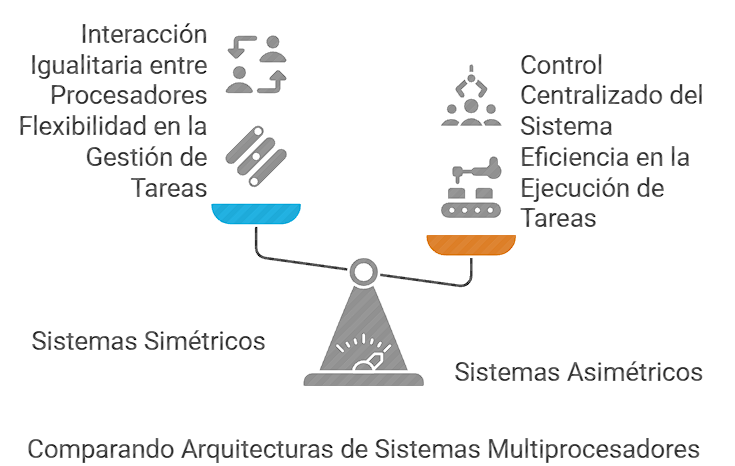 Interacción
Igualitaria entre
Procesadores
Flexibilidad en la
Gestión de
Tareas
Control
Centralizado del
Sistema
Eficiencia en la
Ejecución de
Tareas
Sistemas Simétricos
Sistemas Asimétricos
Comparando Arquitecturas de Sistemas Multiprocesadores